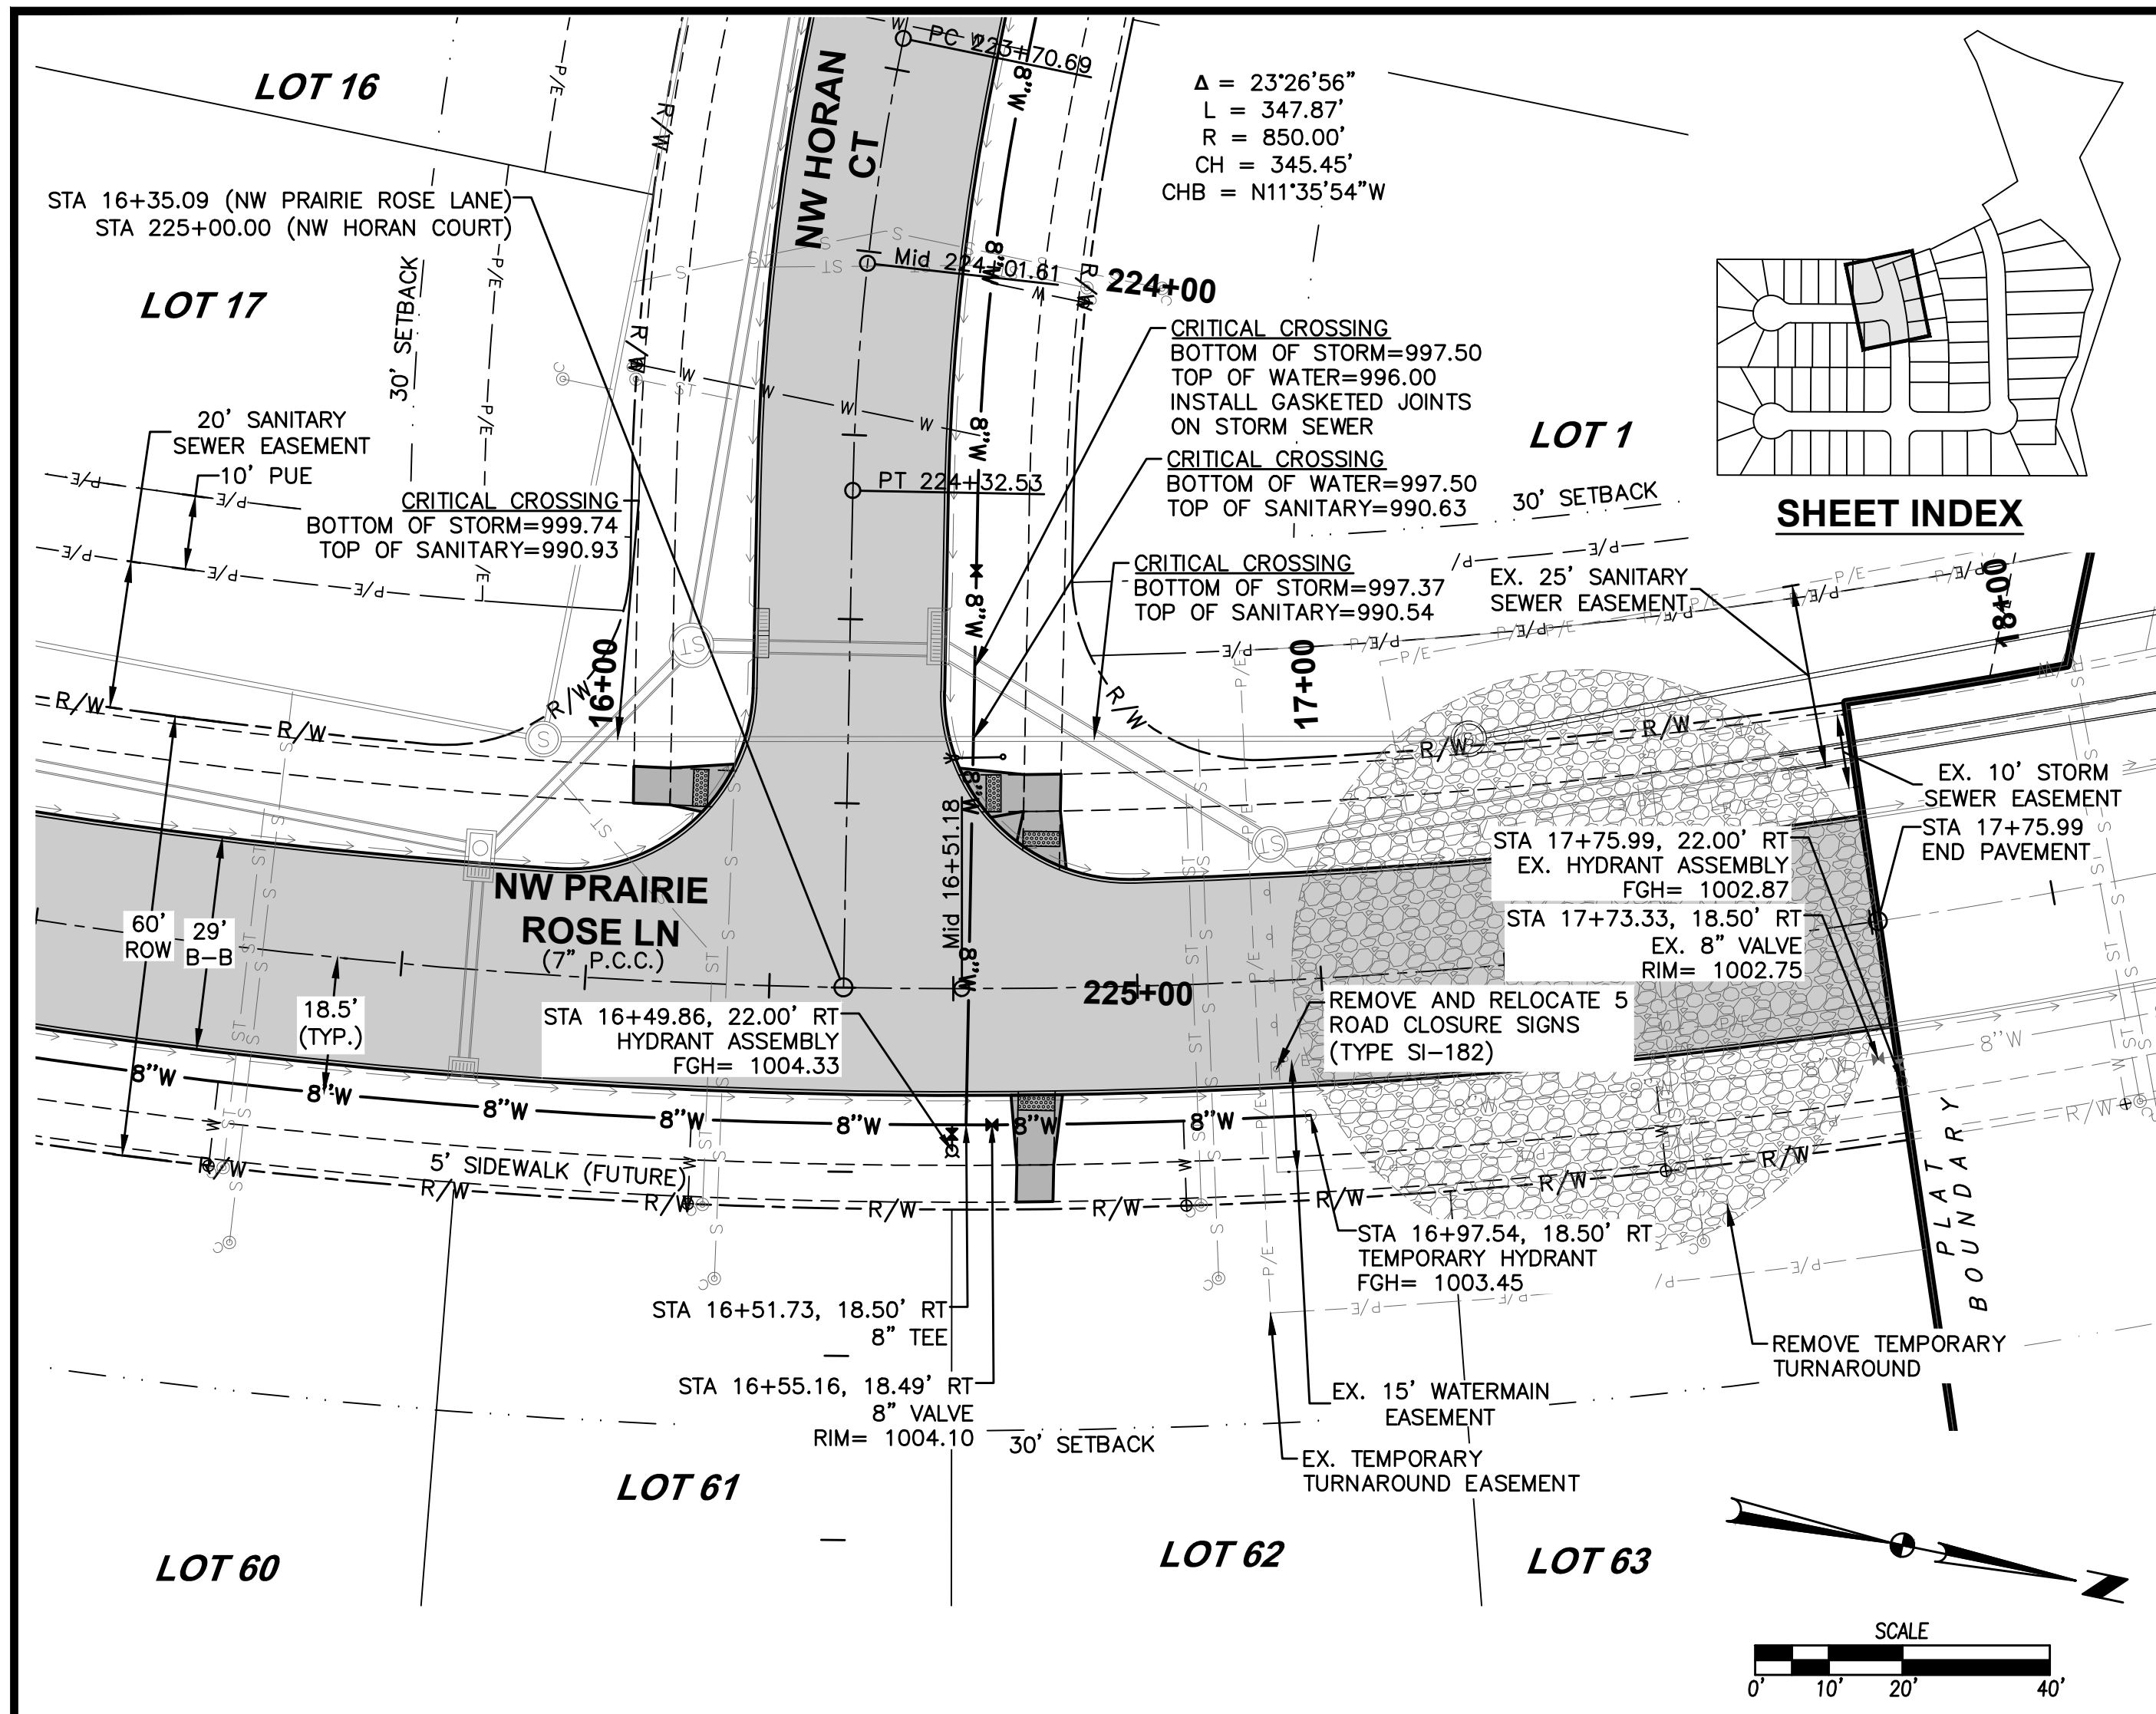 LOT 16
NW HORAN
CT
PC 223+70.69
Δ = 23°26'56"
L = 347.87'
R = 850.00'
CH = 345.45'
CHB = N11°35'54"W
STA 16+35.09 (NW PRAIRIE ROSE LANE)
STA 225+00.00 (NW HORAN COURT)
LOT 17
30' SETBACK
Mid 224+01.61
224+00
CRITICAL CROSSING
BOTTOM OF STORM=997.50
TOP OF WATER=996.00
INSTALL GASKETED JOINTS
ON STORM SEWER
LOT 1
20' SANITARY
SEWER EASEMENT
10' PUE
CRITICAL CROSSING
BOTTOM OF STORM=999.74
TOP OF SANITARY=990.93
PT 224+32.53
CRITICAL CROSSING
BOTTOM OF WATER=997.50
TOP OF SANITARY=990.63
30' SETBACK
SHEET INDEX
CRITICAL CROSSING
BOTTOM OF STORM=997.37
TOP OF SANITARY=990.54
EX. 25' SANITARY
SEWER EASEMENT
16+00
17+00
18+00
R/W
R/W
R/W
R/W
R/W
R/W
EX. 10' STORM
SEWER EASEMENT
STA 17+75.99
END PAVEMENT
STA 17+75.99, 22.00' RT
EX. HYDRANT ASSEMBLY
FGH= 1002.87
STA 17+73.33, 18.50' RT
EX. 8" VALVE
RIM= 1002.75
NW PRAIRIE
ROSE LN
(7" P.C.C.)
60'
ROW
29'
B-B
18.5'
(TYP.)
Mid 16+51.18
225+00
STA 16+49.86, 22.00' RT
HYDRANT ASSEMBLY
FGH= 1004.33
REMOVE AND RELOCATE 5
ROAD CLOSURE SIGNS
(TYPE SI-182)
8"W
8"W
8"W
8"W
8"W
8"W
8"W
8"W
5' SIDEWALK (FUTURE)
R/W
R/W
R/W
R/W
R/W
R/W
R/W
R/W
PLAT
BOUNDARY
STA 16+97.54, 18.50' RT
TEMPORARY HYDRANT
FGH= 1003.45
STA 16+51.73, 18.50' RT
8" TEE
REMOVE TEMPORARY
TURNAROUND
STA 16+55.16, 18.49' RT
8" VALVE
RIM= 1004.10
EX. 15' WATERMAIN
EASEMENT
30' SETBACK
EX. TEMPORARY
TURNAROUND EASEMENT
LOT 61
LOT 60
LOT 62
LOT 63
N
SCALE
0' 10' 20' 40'